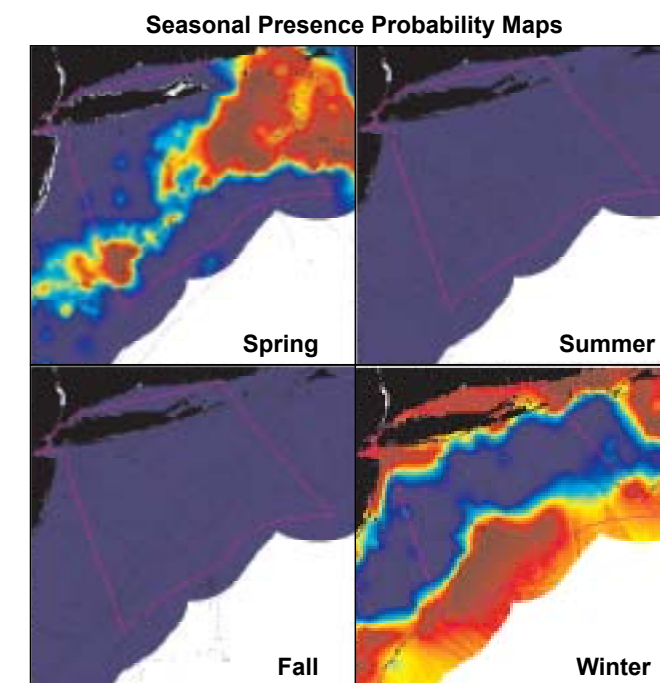 Seasonal Presence Probability Maps
Spring
Summer
Fall
Winter